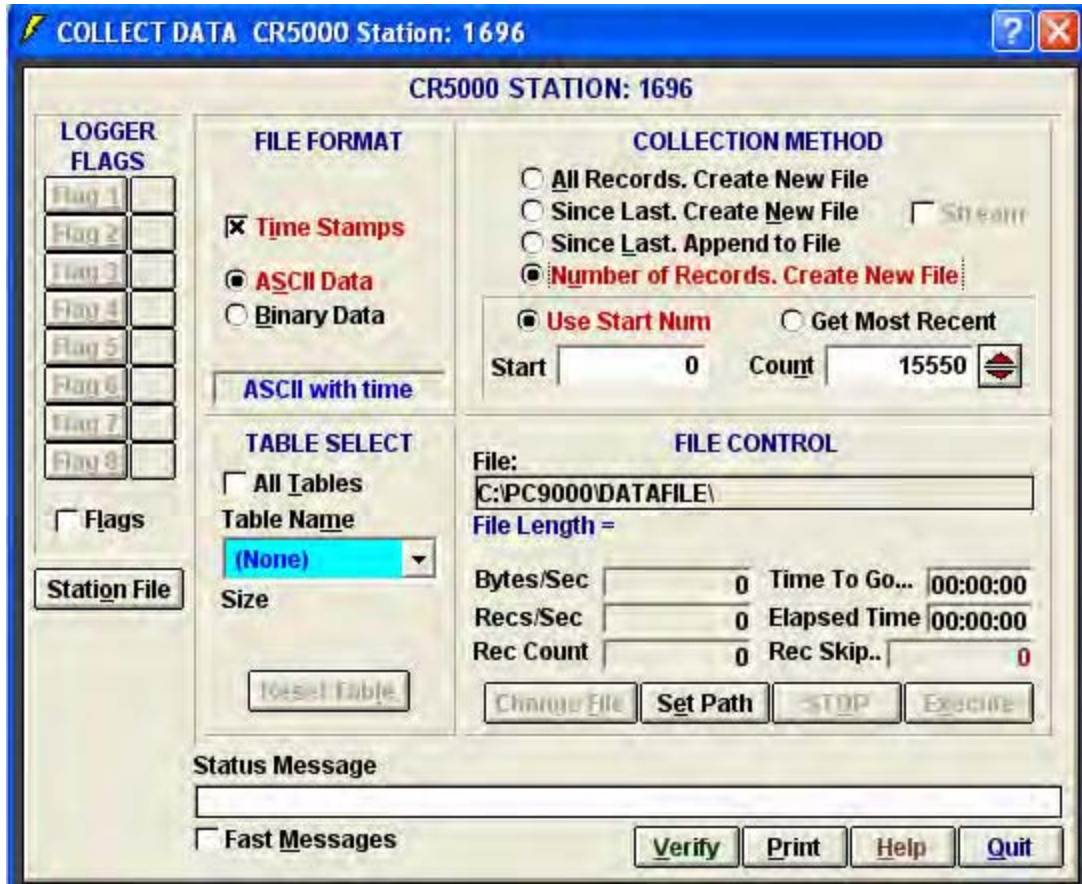 COLLECT DATA CR5000 Station: 1696
CR5000 STATION: 1696
LOGGER
FLAGS
Flag 1
Flag 2
Flag 3
Flag 4
Flag 5
Flag 6
Flag 7
Flag 8
Flags
Station File
FILE FORMAT
Time Stamps
ASCII Data
Binary Data
ASCII with time
COLLECTION METHOD
All Records. Create New File
Since Last. Create New File Stream
Since Last. Append to File
Number of Records. Create New File
Use Start Num Get Most Recent
Start 0 Count 15550
TABLE SELECT
All Tables
Table Name
(None)
Size
Reset Table
FILE CONTROL
File:
C:\PC9000\DATAFILE\
File Length =
Bytes/Sec 0 Time To Go... 00:00:00
Recs/Sec 0 Elapsed Time 00:00:00
Rec Count 0 Rec Skip.. 0
Change File Set Path STOP Execute
Status Message
Fast Messages
Verify Print Help Quit